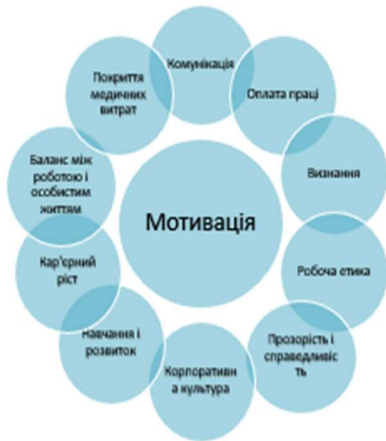 Комунікація
Оплата праці
Визнання
Робоча етика
Прозорість і
справедливіс
ть
Корпоративн
а культура
Навчання і
розвиток
Кар'єрний
ріст
Баланс між
роботою і
особистим
життям
Покриття
медичних
витрат
Мотивація